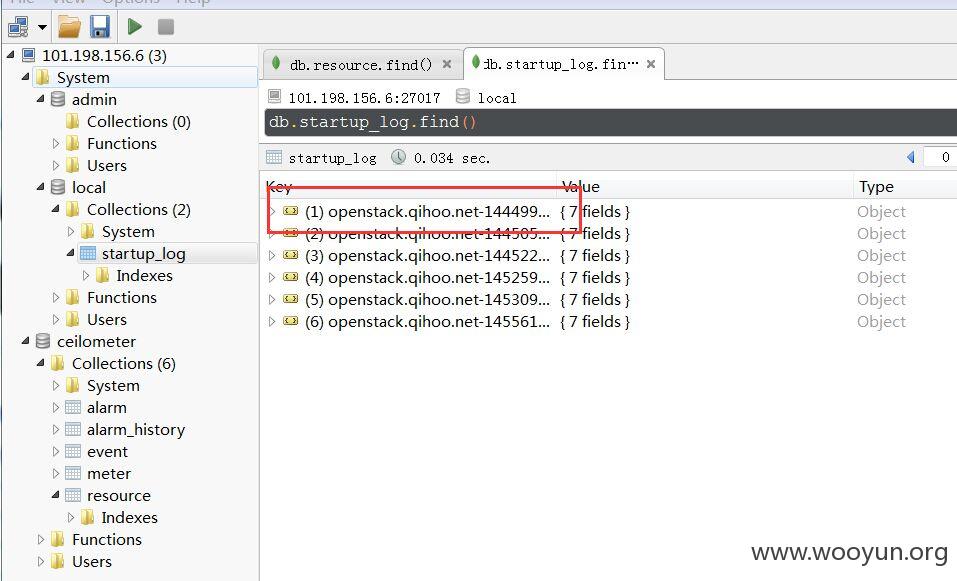 File View Options Help
101.198.156.6 (3)
System
admin
Collections (0)
Functions
Users
local
Collections (2)
System
startup_log
Indexes
Functions
Users
ceilometer
Collections (6)
System
alarm
alarm_history
event
meter
resource
Indexes
Functions
Users
db.resource.find()
db.startup_log.fin⋯
101.198.156.6:27017 local
db.startup_log.find()
startup_log 0.034 sec.
0
Key Value Type
(1) openstack.qihoo.net-144499... { 7 fields } Object
(2) openstack.qihoo.net-144505... { 7 fields } Object
(3) openstack.qihoo.net-144522... { 7 fields } Object
(4) openstack.qihoo.net-145259... { 7 fields } Object
(5) openstack.qihoo.net-145309... { 7 fields } Object
(6) openstack.qihoo.net-145561... { 7 fields } Object
www.wooyun.org